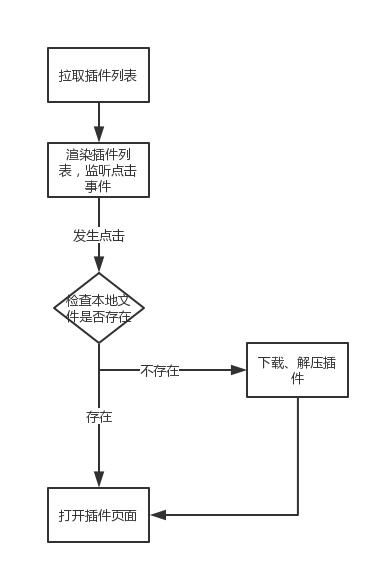 拉取插件列表
渲染插件列
表，监听点击
事件
发生点击
检查本地文
件是否存在
不存在
下载、解压插
件
存在
打开插件页面